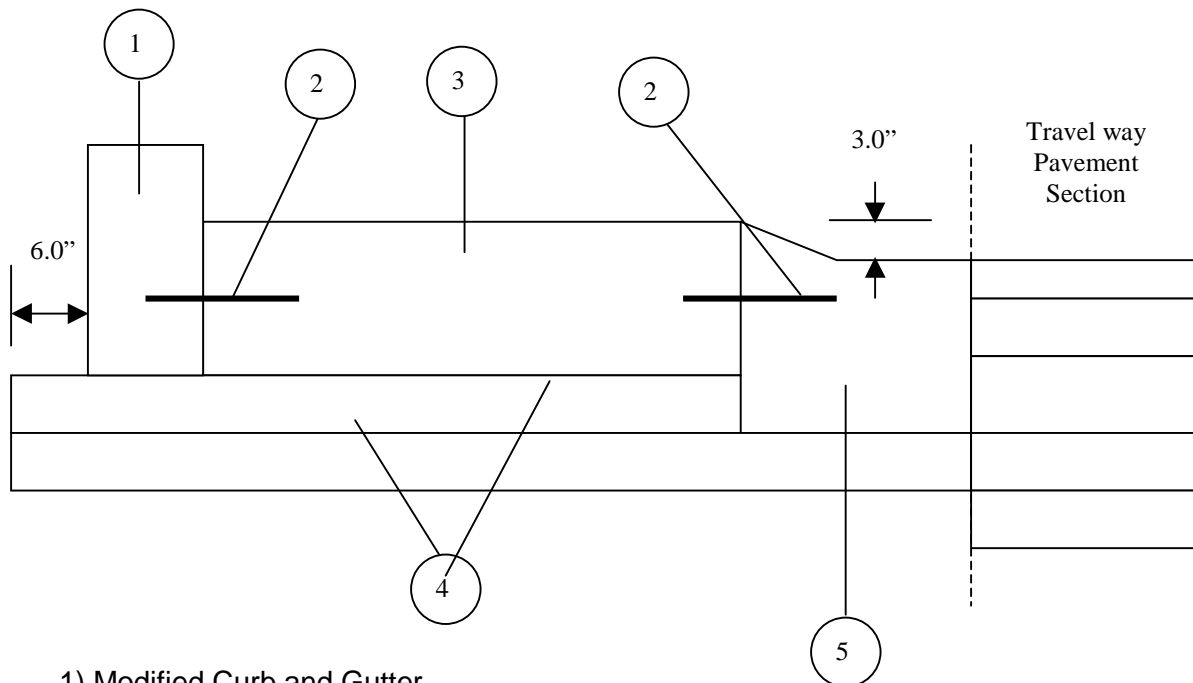 1
2
3
2
3.0”
Travel way
Pavement
Section
6.0”
4
5
1) Modified Curb and Gutter